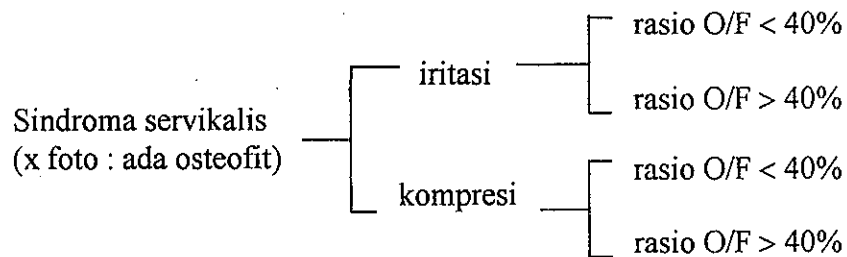 rasio O/F < 40%
iritasi
rasio O/F > 40%
Sindroma servikalis
(x foto : ada osteofit)
rasio O/F < 40%
kompresi
rasio O/F > 40%